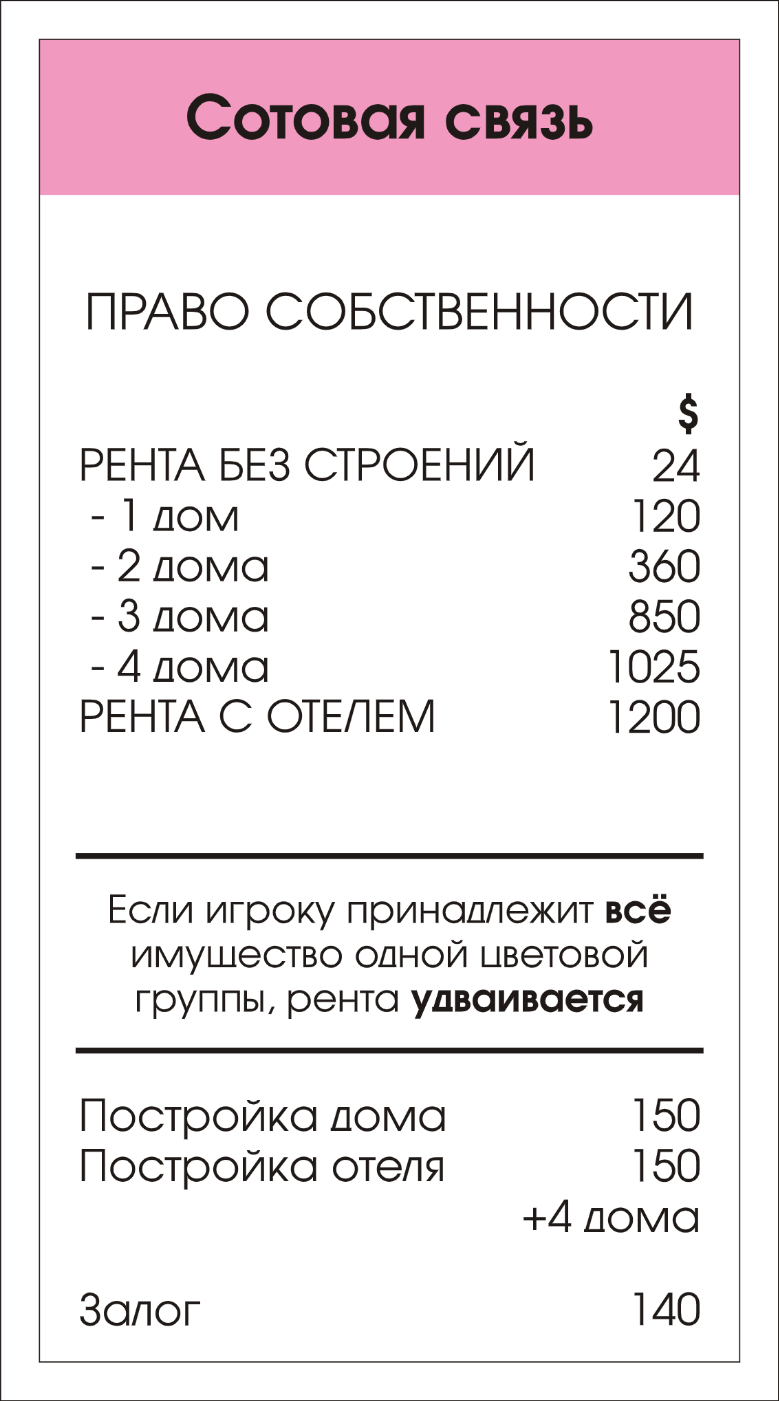 Сотовая связь
ПРАВО СОБСТВЕННОСТИ
$
РЕНТА БЕЗ СТРОЕНИЙ 24
- 1 дом 120
- 2 дома 360
- 3 дома 850
- 4 дома 1025
РЕНТА С ОТЕЛЕМ 1200
Если игроку принадлежит всё
имущество одной цветовой
группы, рента удваивается
Постройка дома 150
Постройка отеля 150
+4 дома
Залог 140